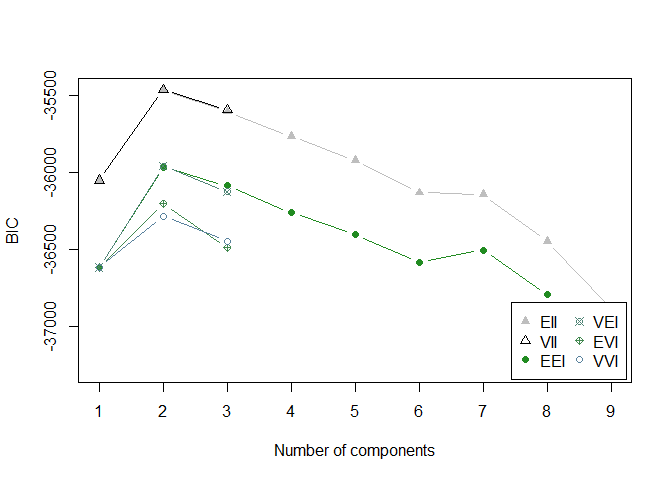 -35500
-36000
-36500
-37000
BIC
EII VEI
VII EVI
EEI VVI
1 2 3 4 5 6 7 8 9
Number of components